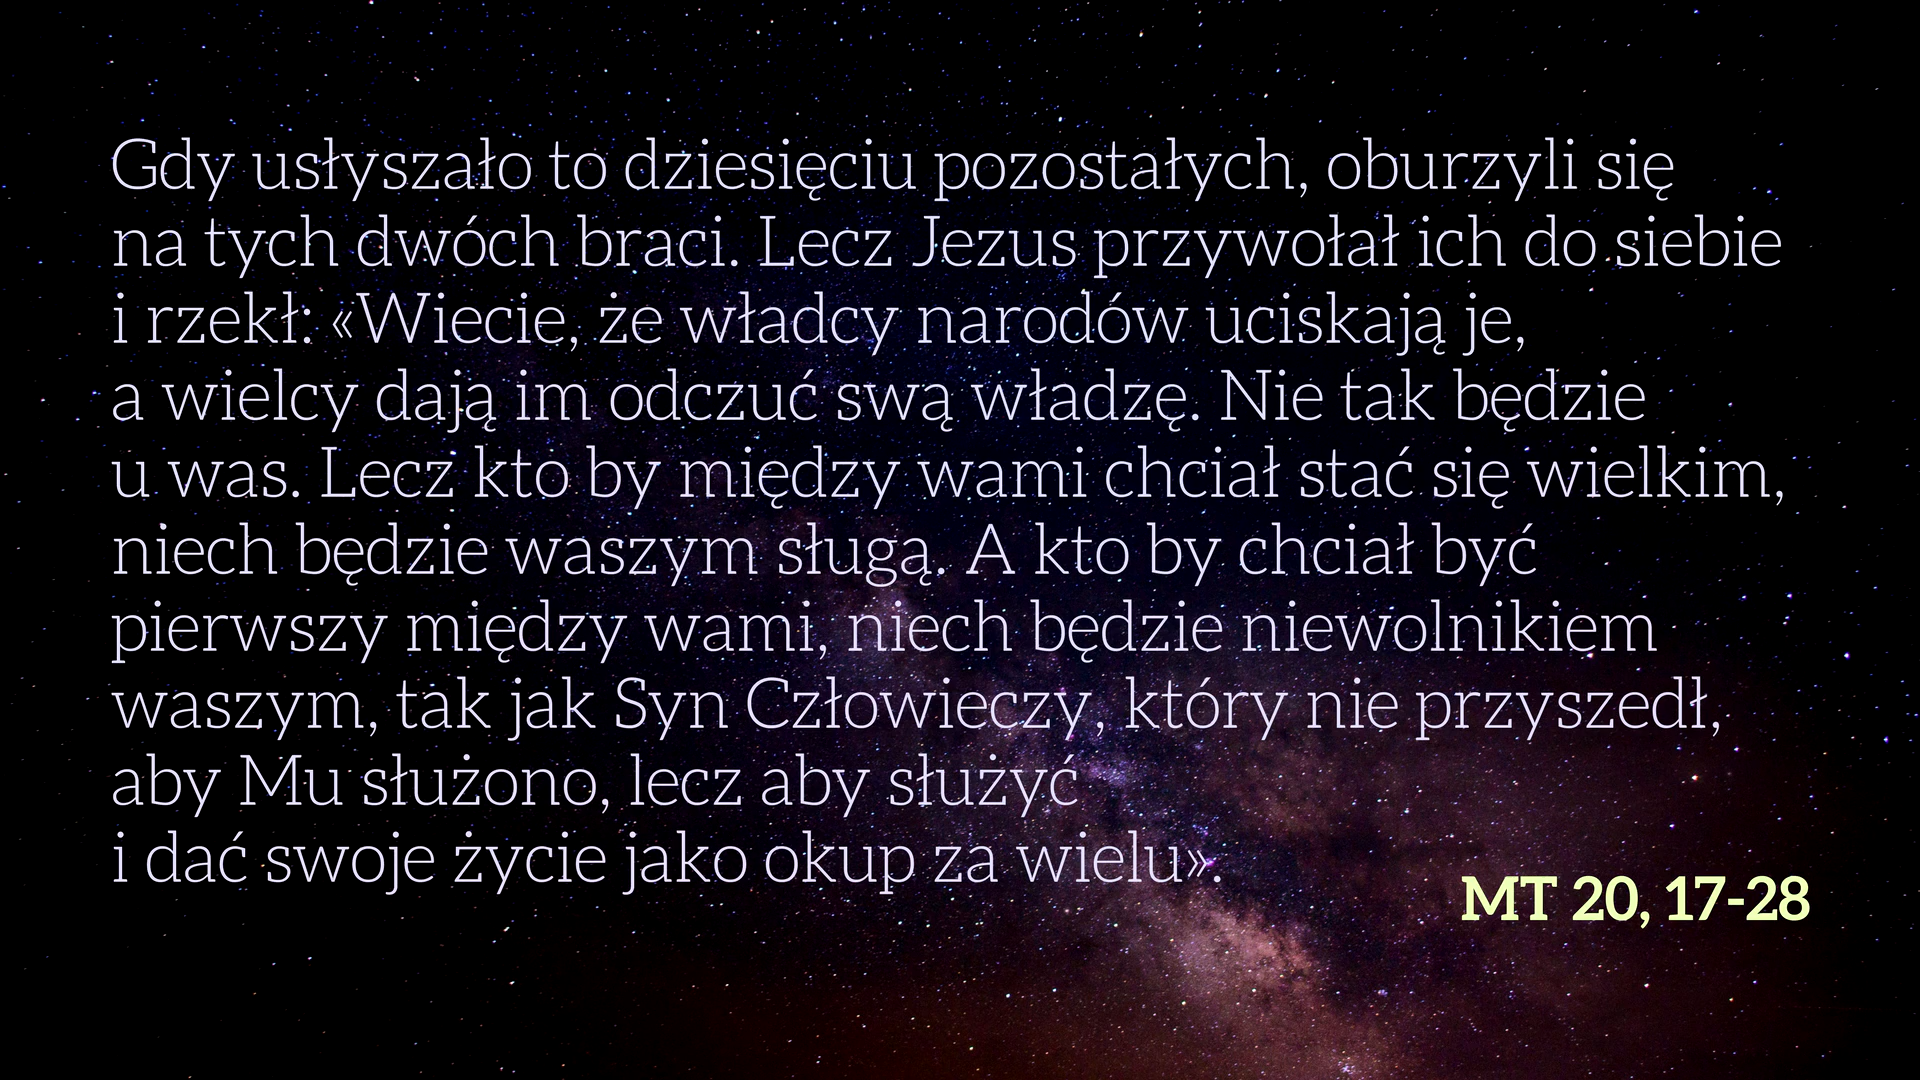 Gdy usłyszało to dziesięciu pozostałych, oburzyli się
na tych dwóch braci. Lecz Jezus przywołał ich do siebie
i rzekł: «Wiecie, że władcy narodów uciskają je,
a wielcy dają im odczuć swą władzę. Nie tak będzie
u was. Lecz kto by między wami chciał stać się wielkim,
niech będzie waszym sługą. A kto by chciał być
pierwszy między wami, niech będzie niewolnikiem
waszym, tak jak Syn Człowieczy, który nie przyszedł,
aby Mu służono, lecz aby służyć
i dać swoje życie jako okup za wielu».
MT 20, 17-28